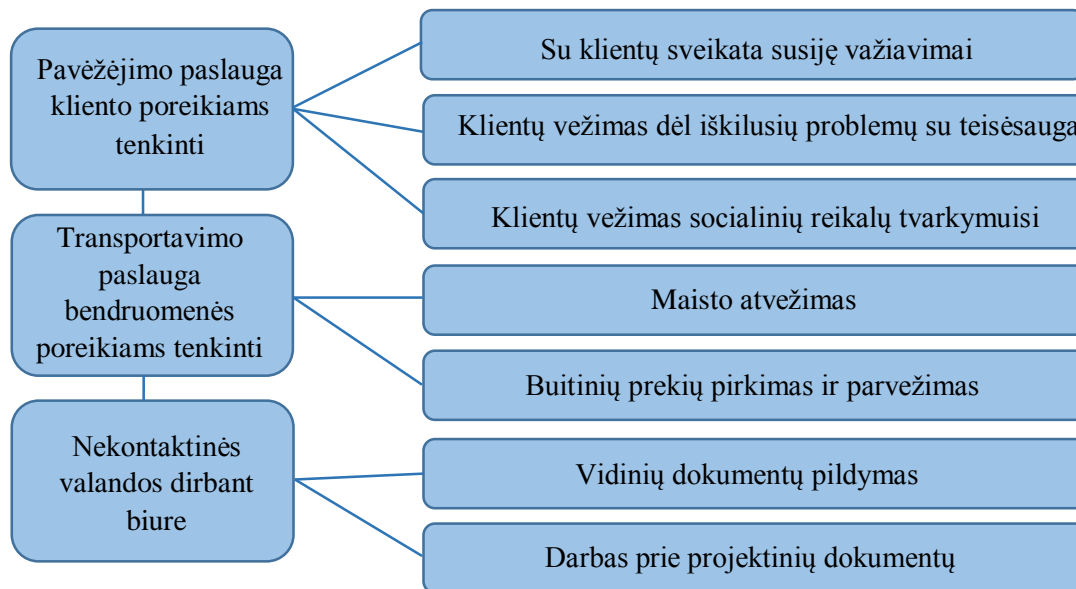 Pavėžėjimo paslauga
kliento poreikiams
tenkinti
Su klientų sveikata susiję važiavimai
Klientų vežimas dėl iškilusių problemų su teisėsauga
Klientų vežimas socialinių reikalų tvarkymuisi
Transportavimo
paslauga
bendruomenės
poreikiams tenkinti
Maisto atvežimas
Buitinių prekių pirkimas ir parvežimas
Nekontaktinės
valandos dirbant
biure
Vidinių dokumentų pildymas
Darbas prie projektinių dokumentų